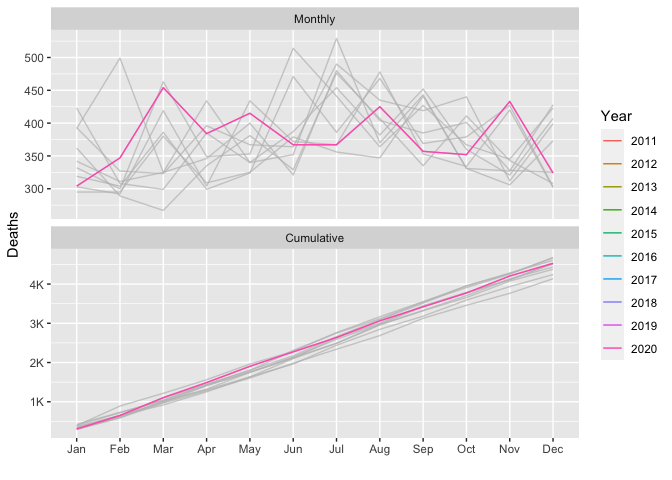 Monthly
500
450
400
350
300
Deaths
Cumulative
4K
3K
2K
1K
Jan Feb Mar Apr May Jun Jul Aug Sep Oct Nov Dec
Year
2011
2012
2013
2014
2015
2016
2017
2018
2019
2020